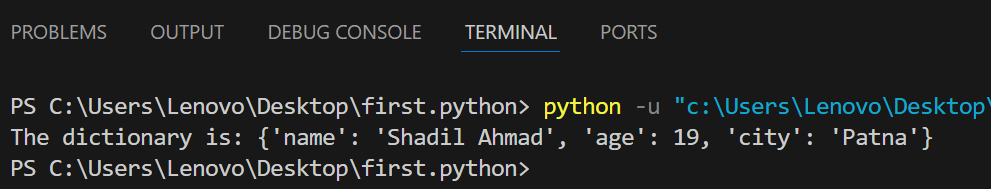 PROBLEMS OUTPUT DEBUG CONSOLE TERMINAL PORTS
PS C:\Users\Lenovo\Desktop\first.python> python -u "c:\Users\Lenovo\Desktop\
The dictionary is: {'name': 'Shadil Ahmad', 'age': 19, 'city': 'Patna'}
PS C:\Users\Lenovo\Desktop\first.python>